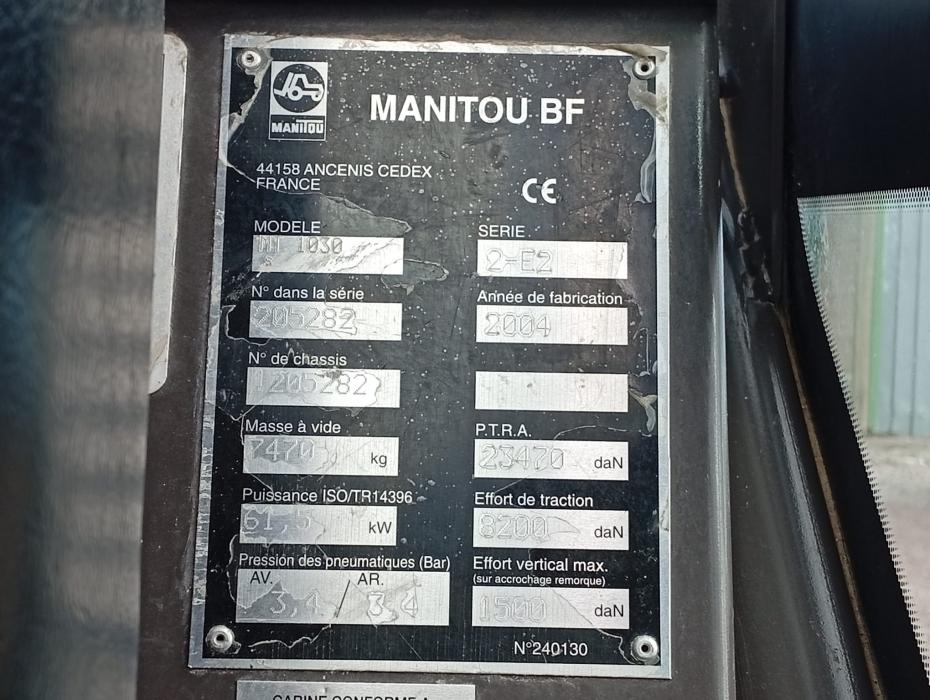 MANITOU
MANITOU BF
44158 ANCENIS CEDEX
FRANCE
CE
MODELE
1030
S
SERIE
2-E2
N° dans la série
205282
Année de fabrication
2004
N° de chassis
1205282
Masse à vide
7470 kg
P.T.R.A.
23470 daN
Puissance ISO/TR14396
61,5 kW
Effort de traction
8200 daN
Pression des pneumatiques (Bar)
AV. / AR.
3,4 3,4
Effort vertical max.
(sur accrochage remorque)
1500 daN
N°240130
CABINE CONFORME A